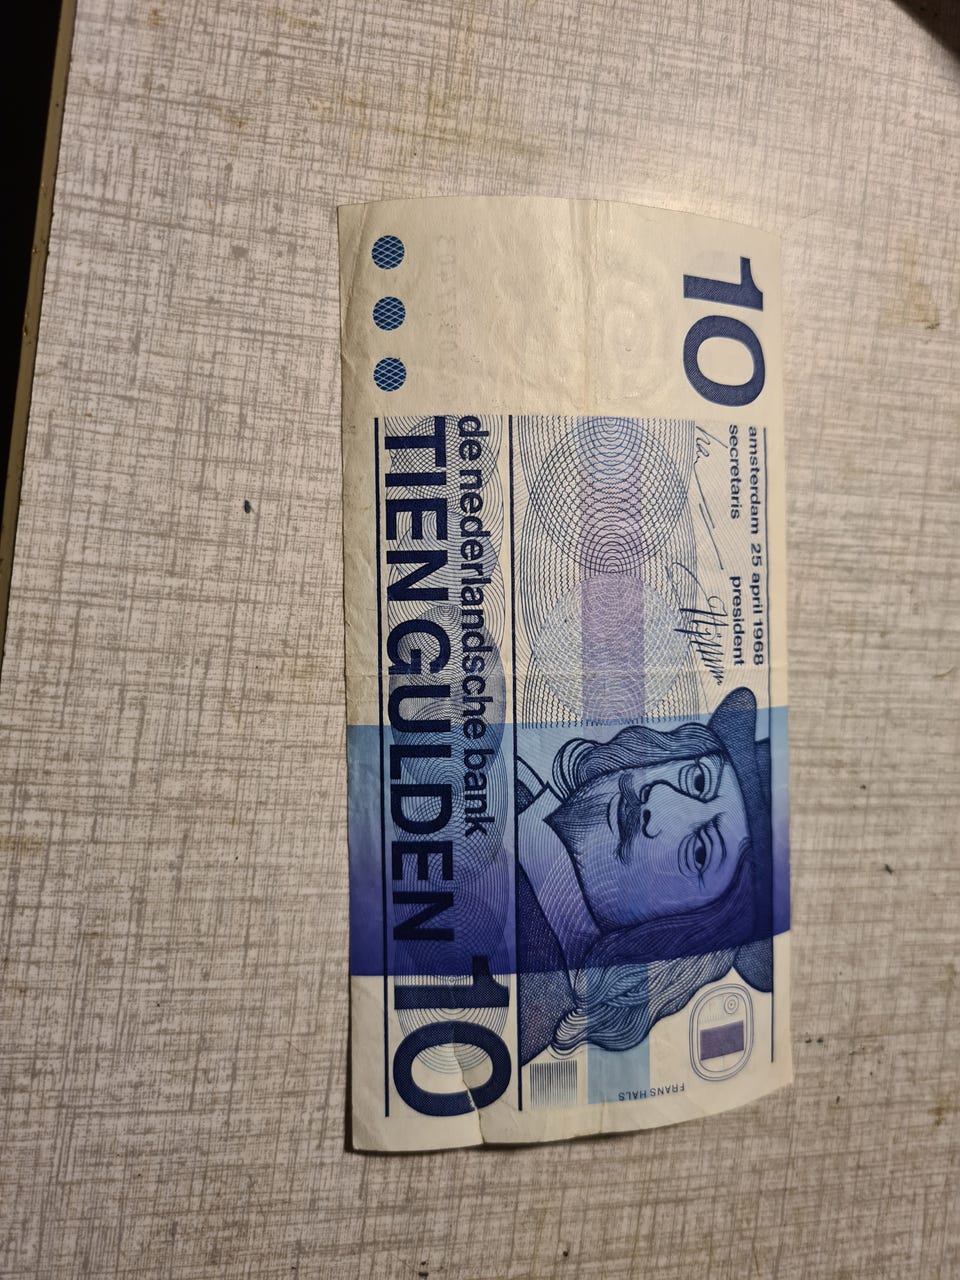 10
amsterdam 25 april 1968
secretaris president
de nederlandsche bank
TIEN GULDEN 10
FRANS HALS